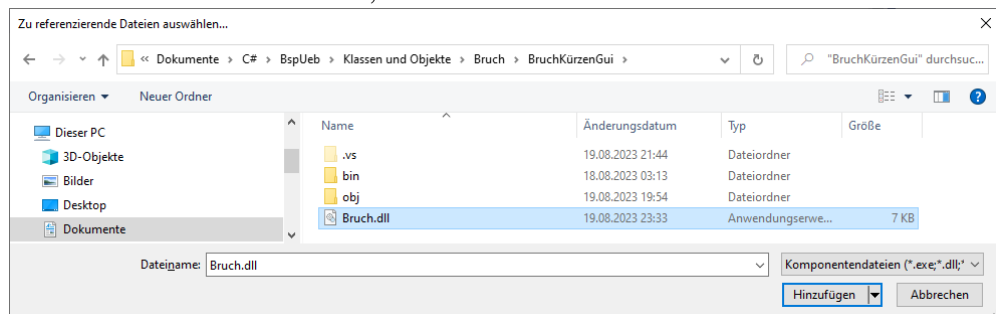 Zu referenzierende Dateien auswählen...
« Dokumente › C# › BspUeb › Klassen und Objekte › Bruch › BruchKürzenGui › "BruchKürzenGui" durchsuc...
Organisieren Neuer Ordner
Name Änderungsdatum Typ Größe
Dieser PC
3D-Objekte
Bilder
Desktop
Dokumente
.vs 19.08.2023 21:44 Dateiordner
bin 18.08.2023 03:13 Dateiordner
obj 19.08.2023 19:54 Dateiordner
Bruch.dll 19.08.2023 23:33 Anwendungserwe... 7 KB
Dateiname: Bruch.dll Komponentendateien (*.exe;*.dll;*
Hinzufügen Abbrechen